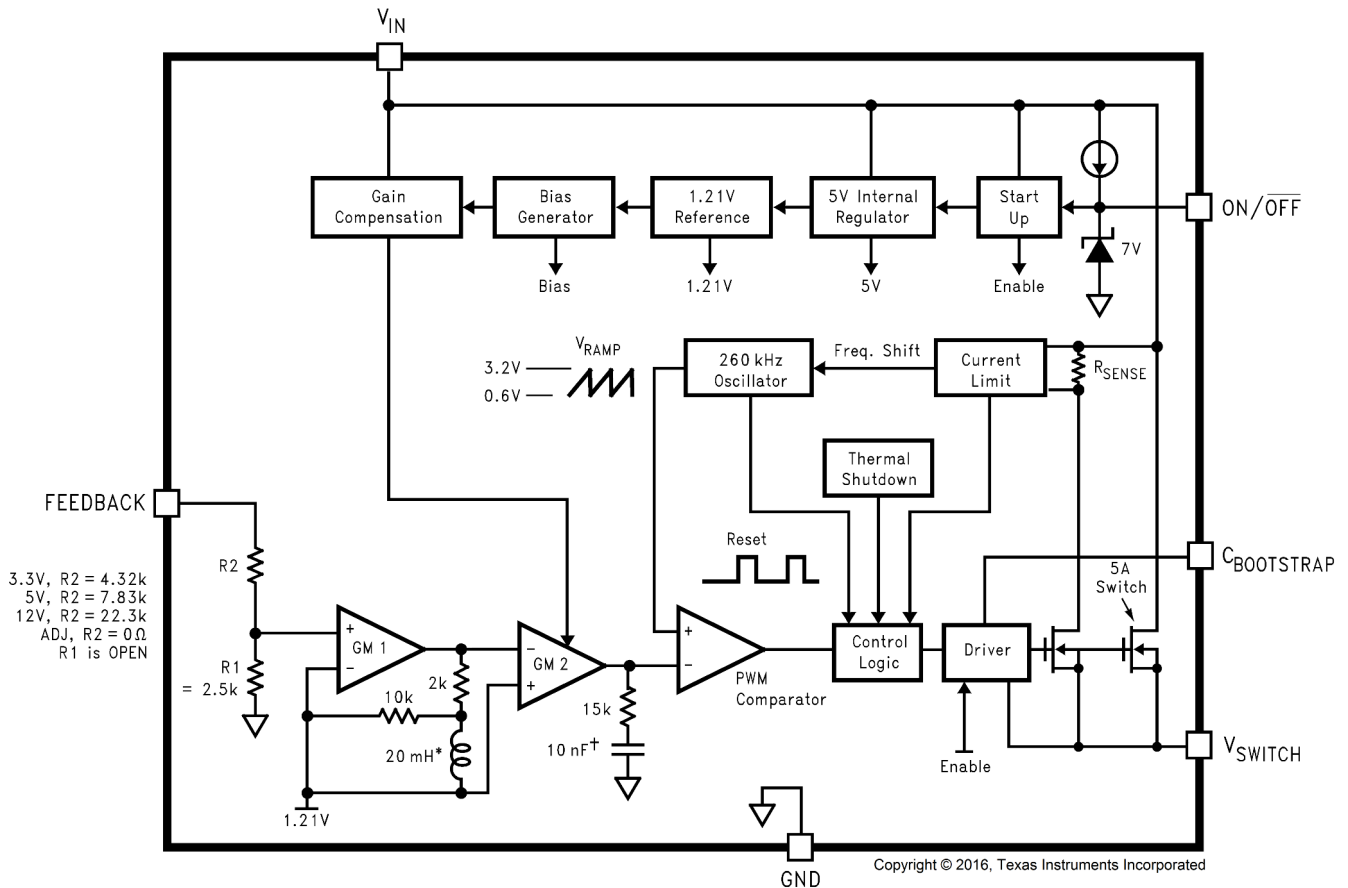 VIN
Gain
Compensation
Bias
Generator
1.21V
Reference
5V Internal
Regulator
Start
Up
ON/OFF
7V
Bias
1.21V
5V
Enable
VRAMP
3.2V
0.6V
260 kHz
Oscillator
Freq. Shift
Current
Limit
RSENSE
Thermal
Shutdown
FEEDBACK
Reset
R2
3.3V, R2 = 4.32k
5V, R2 = 7.83k
12V, R2 = 22.3k
ADJ, R2 = 0Ω
R1 is OPEN
R1
= 2.5k
CBOOTSTRAP
5A
Switch
+
GM 1
−
−
GM 2
+
+
−
PWM
Comparator
Control
Logic
Driver
2k
10k
20 mH*
15k
10 nF†
1.21V
Enable
VSWITCH
GND
Copyright © 2016, Texas Instruments Incorporated